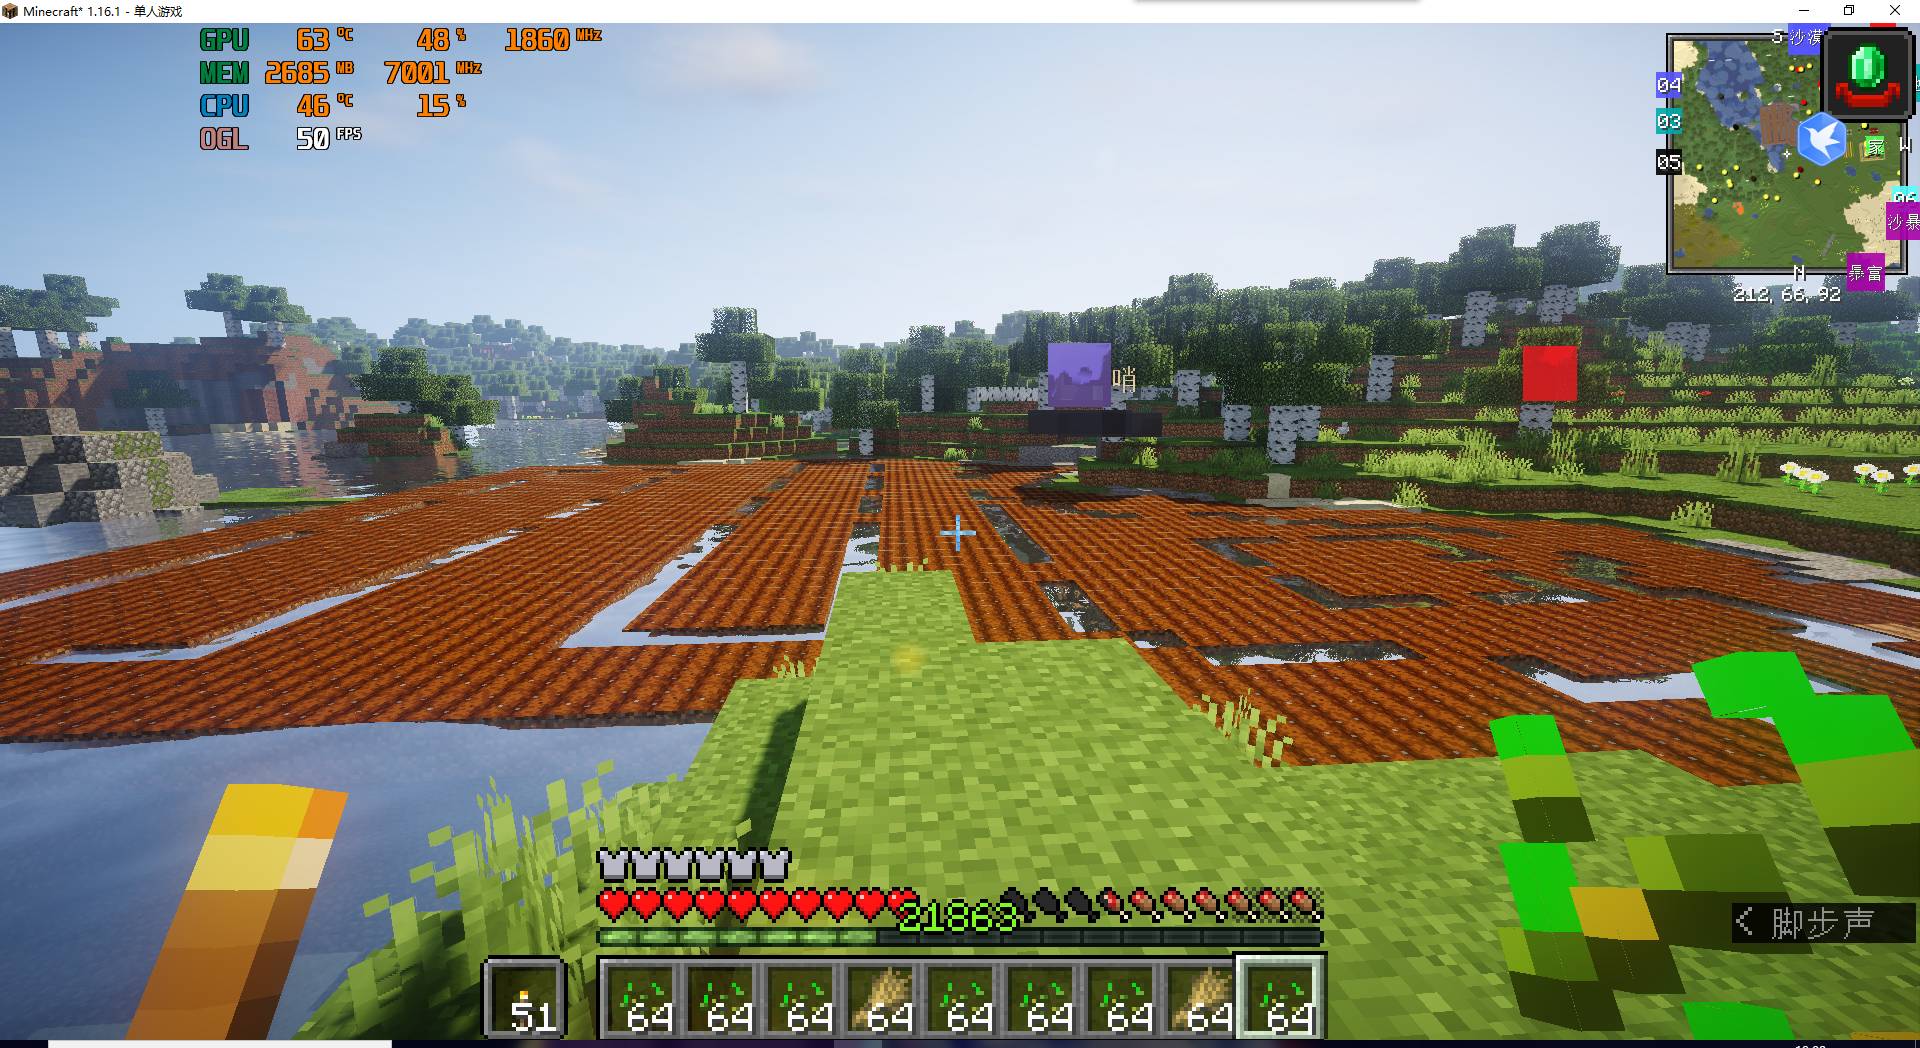 Minecraft* 1.16.1 - 单人游戏
GPU 63 °C 48 % 1860 MHz
MEM 2685 MB 7001 MHz
CPU 46 °C 15 %
OGL 50 FPS
S 沙漠
04
03
05
家
W
06
沙暴
N
暴富
212, 66, 92
哨
21863
脚步声
51
64 64 64 64 64 64 64 64 64